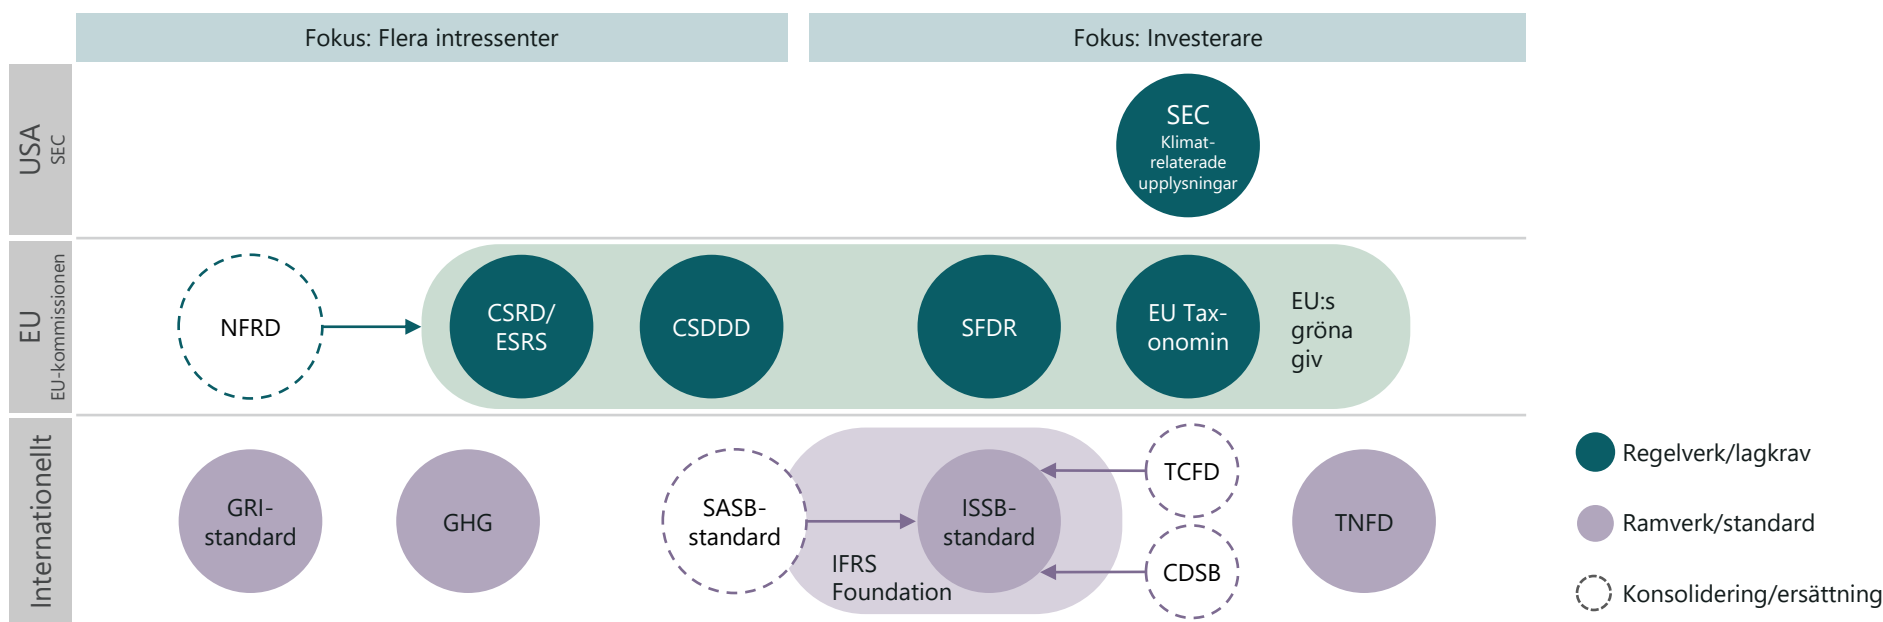 Fokus: Flera intressenter
Fokus: Investerare
USA
SEC
SEC
Klimat-
relaterade
upplysningar
EU
EU-kommissionen
NFRD
CSRD/
ESRS
CSDDD
SFDR
EU Tax-
onomin
EU:s
gröna
giv
Internationellt
GRI-
standard
GHG
SASB-
standard
IFRS
Foundation
ISSB-
standard
TCFD
CDSB
TNFD
Regelverk/lagkrav
Ramverk/standard
Konsolidering/ersättning